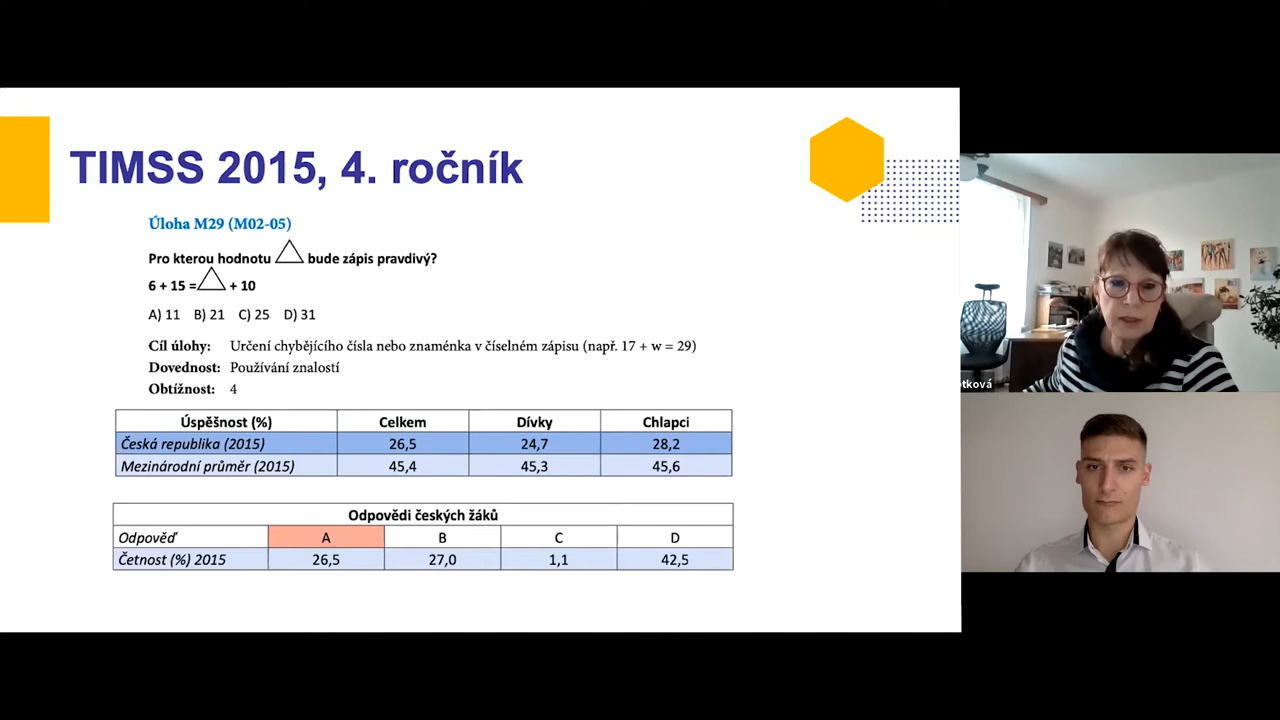 TIMSS 2015, 4. ročník
Úloha M29 (M02-05)
Pro kterou hodnotu bude zápis pravdivý?
6 + 15 = + 10
A) 11 B) 21 C) 25 D) 31
Cíl úlohy: Určení chybějícího čísla nebo znaménka v číselném zápisu (např. 17 + w = 29)
Dovednost: Používání znalostí
Obtížnost: 4
Úspěšnost (%) Celkem Dívky Chlapci
Česká republika (2015) 26,5 24,7 28,2
Mezinárodní průměr (2015) 45,4 45,3 45,6
Odpovědi českých žáků
Odpověď A B C D
Četnost (%) 2015 26,5 27,0 1,1 42,5